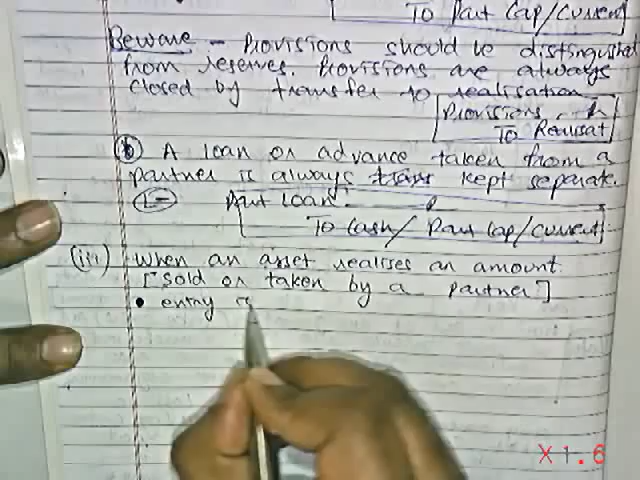 To Part Cap/Current
Beware - Provisions should be distinguished
from reserves. Provisions are always
closed by transfer to realisation
Provisions
To Realisat
(b) A loan or advance taken from a
partner is always kept separate.
Part loan
To Cash/ Part Cap/Current
(iii) When an asset realises an amount.
[Sold or taken by a partner]
• entry is
X1.6